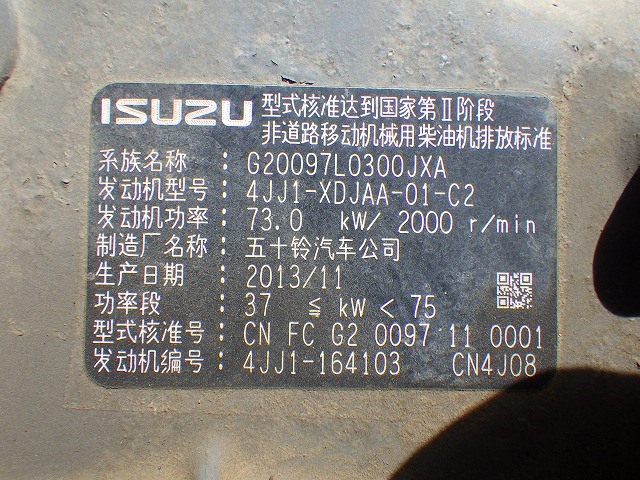 ISUZU 型式核准达到国家第Ⅱ阶段
非道路移动机械用柴油机排放标准
系族名称 : G20097L0300JXA
发动机型号 : 4JJ1-XDJAA-01-C2
发动机功率 : 73.0 kW/ 2000 r/min
制造厂名称 : 五十铃汽车公司
生产日期 : 2013/11
功率段 : 37 ≦ kW < 75
型式核准号 : CN FC G2 0097 11 0001
发动机编号 : 4JJ1-164103 CN4J08